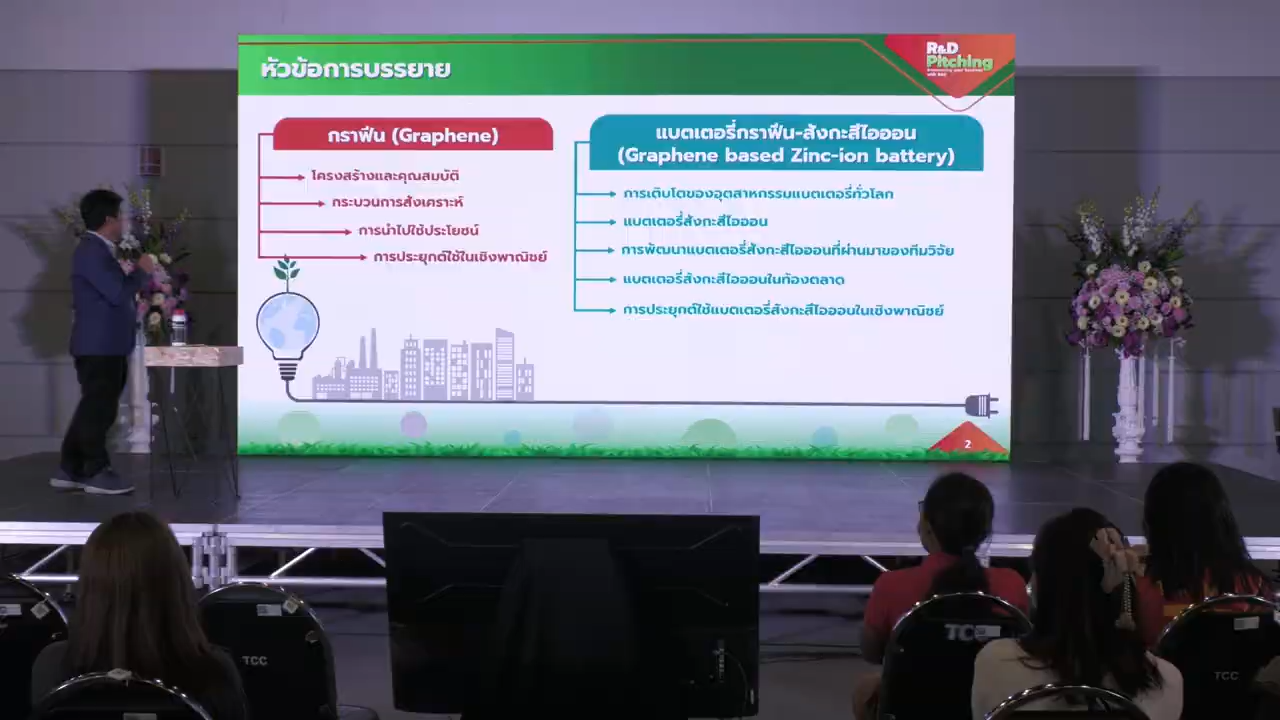 หัวข้อการบรรยาย
R&D
Pitching
กราฟีน (Graphene)
โครงสร้างและคุณสมบัติ
กระบวนการสังเคราะห์
การนำไปใช้ประโยชน์
การประยุกต์ใช้ในเชิงพาณิชย์
แบตเตอรี่กราฟีน-สังกะสีไอออน
(Graphene based Zinc-ion battery)
การเติบโตของอุตสาหกรรมแบตเตอรี่ทั่วโลก
แบตเตอรี่สังกะสีไอออน
การพัฒนาแบตเตอรี่สังกะสีไอออนที่ผ่านมาของทีมวิจัย
แบตเตอรี่สังกะสีไอออนในท้องตลาด
การประยุกต์ใช้แบตเตอรี่สังกะสีไอออนในเชิงพาณิชย์
2
TCC
TCC